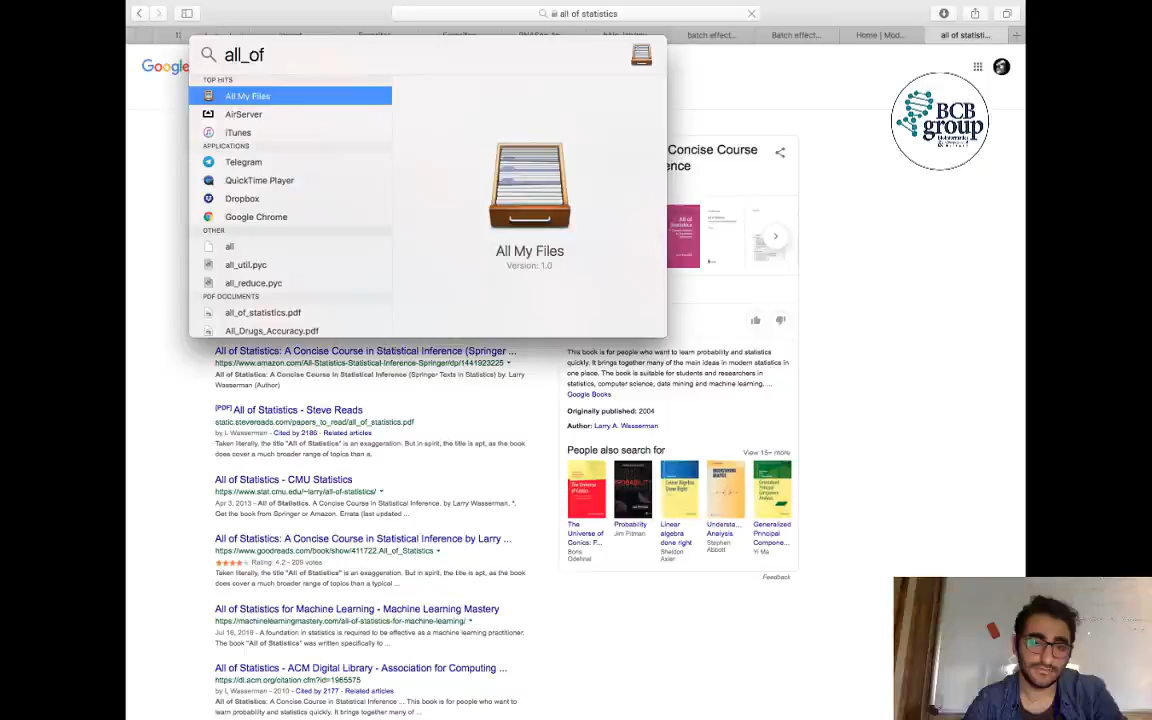 all of statistics
batch effect...
Batch effect...
Home | Mod...
all of statisti...
all_of
TOP HITS
All My Files
AirServer
iTunes
APPLICATIONS
Telegram
QuickTime Player
Dropbox
Google Chrome
OTHER
all
all_util.pyc
all_reduce.pyc
PDF DOCUMENTS
all_of_statistics.pdf
All_Drugs_Accuracy.pdf
All My Files
Version: 1.0
Google
BCB
group
Concise Course
ence
All of
Statistics
All of Statistics: A Concise Course in Statistical Inference (Springer ...
https://www.amazon.com/All-Statistics-Statistical-Inference-Springer/dp/1441923225
All of Statistics: A Concise Course in Statistical Inference (Springer Texts in Statistics) by. Larry
Wasserman (Author)
[PDF] All of Statistics - Steve Reads
static.stevereads.com/papers_to_read/all_of_statistics.pdf
by L Wasserman - Cited by 2186 - Related articles
Taken literally, the title "All of Statistics" is an exaggeration. But in spirit, the title is apt, as the book
does cover a much broader range of topics than a.
All of Statistics - CMU Statistics
https://www.stat.cmu.edu/~larry/all-of-statistics/
Apr 3, 2013 - All of Statistics. A Concise Course in Statistical Inference. by Larry Wasserman. *.
Get the book from Springer or Amazon. Errata (last updated ...
All of Statistics: A Concise Course in Statistical Inference by Larry ...
https://www.goodreads.com/book/show/411722.All_of_Statistics
Rating: 4.2 - 209 votes
Taken literally, the title "All of Statistics" is an exaggeration. But in spirit, the title is apt, as the book
does cover a much broader range of topics than a typical ...
All of Statistics for Machine Learning - Machine Learning Mastery
https://machinelearningmastery.com/all-of-statistics-for-machine-learning/
Jul 16, 2018 - A foundation in statistics is required to be effective as a machine learning practitioner.
The book "All of Statistics" was written specifically to ...
All of Statistics - ACM Digital Library - Association for Computing ...
https://dl.acm.org/citation.cfm?id=1965575
by L Wasserman - 2010 - Cited by 2177 - Related articles
All of Statistics: A Concise Course in Statistical Inference ... This book is for people who want to
learn probability and statistics quickly. It brings together many of ...
This book is for people who want to learn probability and statistics
quickly. It brings together many of the main ideas in modern statistics in
one place. The book is suitable for students and researchers in
statistics, computer science, data mining and machine learning, ...
Google Books
Originally published: 2004
Author: Larry A. Wasserman
People also search for
View 15+ more
The
Universe
of
Conics: F...
Boris
Odehnal
Probability
Jim Pitman
Linear
algebra
done right
Sheldon
Axler
Understa...
Analysis
Stephen
Abbott
Generalized
Principal
Compone...
Yi Ma
Feedback